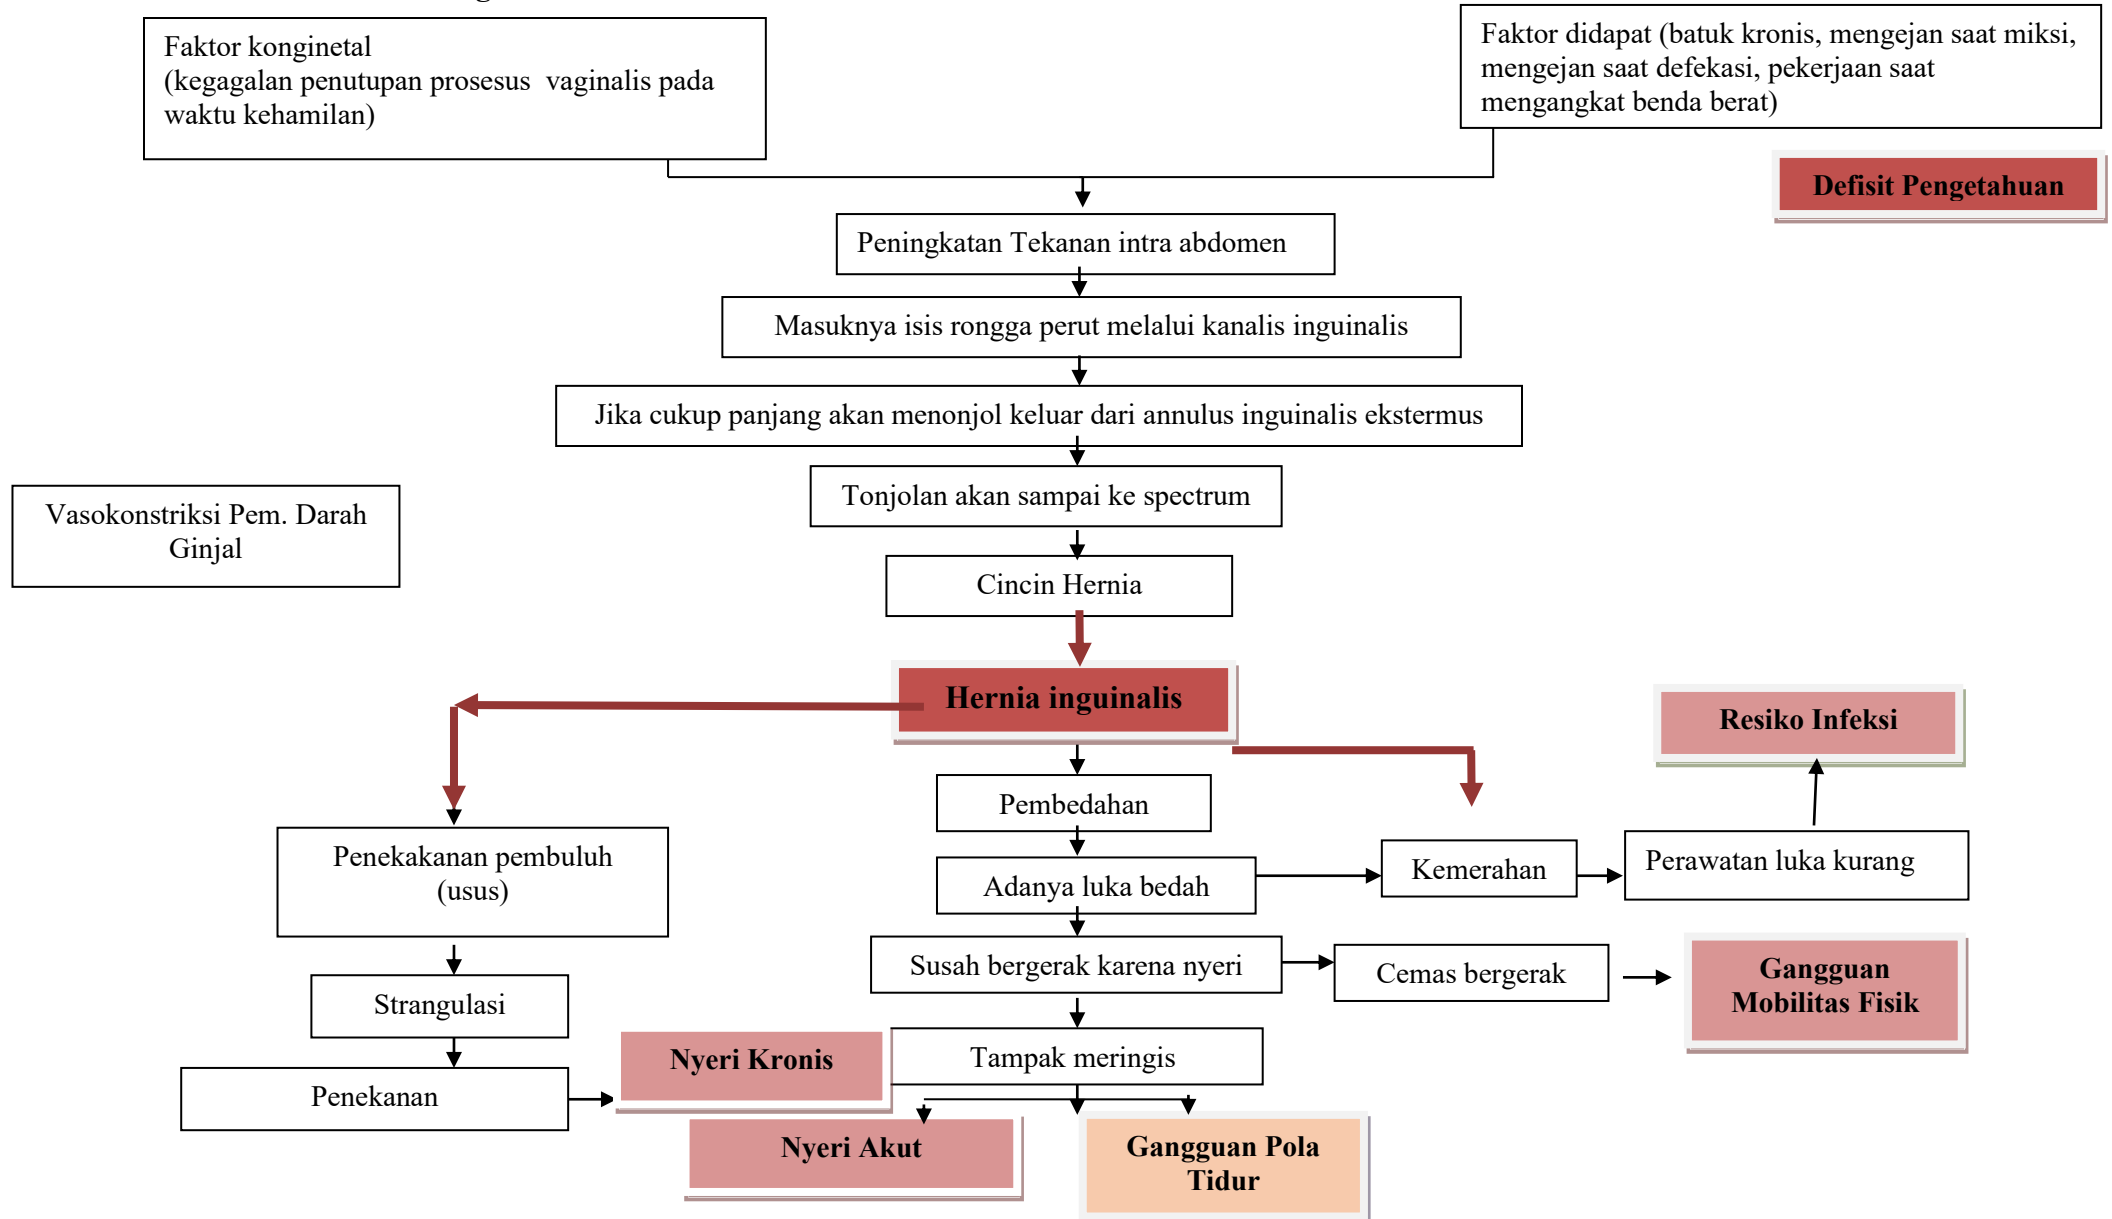 Faktor konginetal
(kegagalan penutupan prosesus vaginalis pada
waktu kehamilan)
Faktor didapat (batuk kronis, mengejan saat miksi,
mengejan saat defekasi, pekerjaan saat
mengangkat benda berat)
Defisit Pengetahuan
Peningkatan Tekanan intra abdomen
Masuknya isis rongga perut melalui kanalis inguinalis
Jika cukup panjang akan menonjol keluar dari annulus inguinalis ekstermus
Tonjolan akan sampai ke spectrum
Vasokonstriksi Pem. Darah
Ginjal
Cincin Hernia
Hernia inguinalis
Resiko Infeksi
Pembedahan
Penekakanan pembuluh
(usus)
Adanya luka bedah
Kemerahan
Perawatan luka kurang
Susah bergerak karena nyeri
Cemas bergerak
Gangguan
Mobilitas Fisik
Strangulasi
Nyeri Kronis
Tampak meringis
Penekanan
Nyeri Akut
Gangguan Pola
Tidur